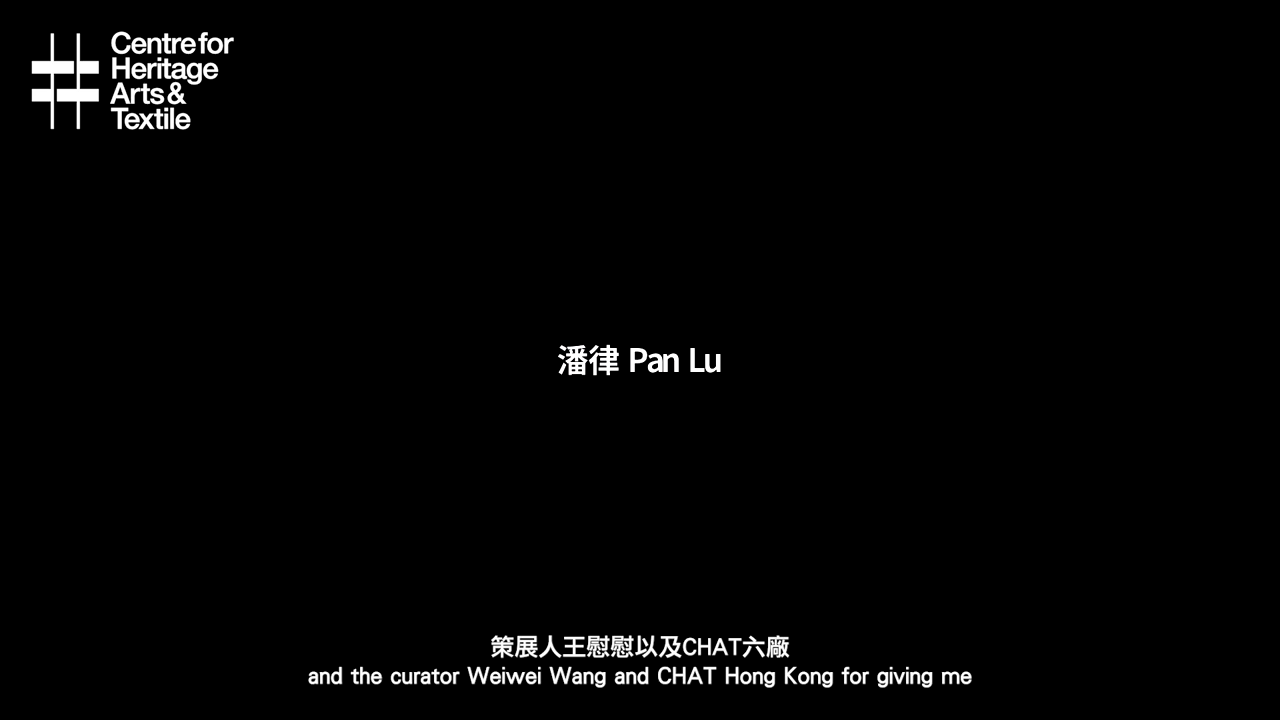 Centre for
Heritage
Arts &
Textile
潘律 Pan Lu
策展人王慰慰以及CHAT六廠
and the curator Weiwei Wang and CHAT Hong Kong for giving me